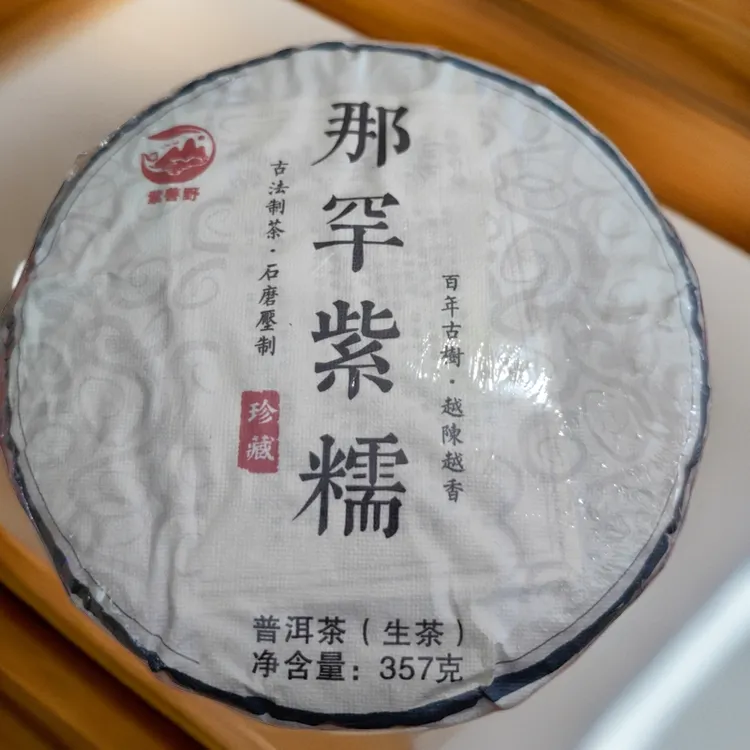 那罕紫糯
百年古樹·越陳越香
古法制茶·石磨壓制
珍藏
普洱茶（生茶）
净含量：357克